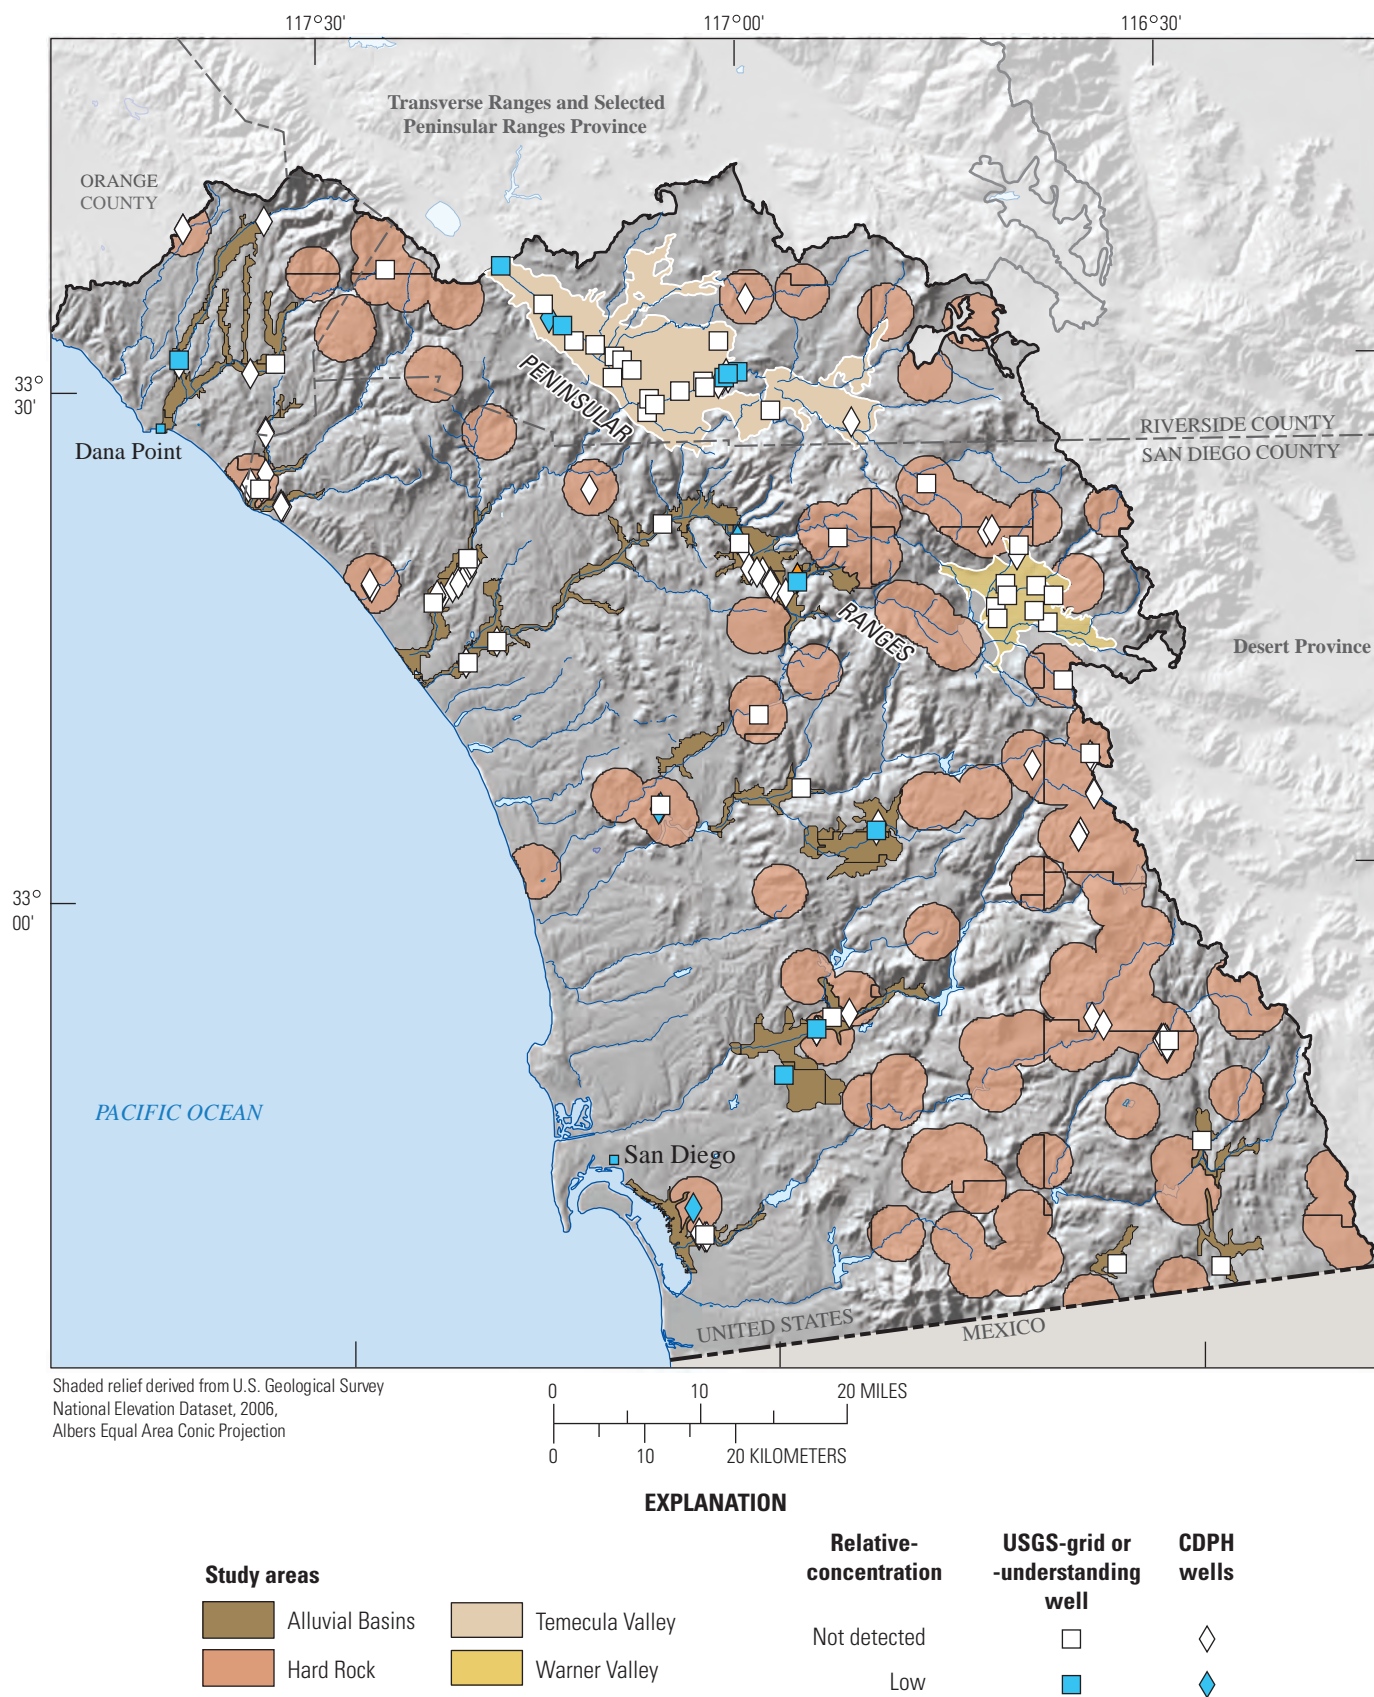 117°30'
117°00'
116°30'
Transverse Ranges and Selected
Peninsular Ranges Province
ORANGE
COUNTY
33°
30'
PENINSULAR
RIVERSIDE COUNTY
SAN DIEGO COUNTY
Dana Point
RANGES
Desert Province
33°
00'
PACIFIC OCEAN
San Diego
UNITED STATES
MEXICO
Shaded relief derived from U.S. Geological Survey
National Elevation Dataset, 2006,
Albers Equal Area Conic Projection
0 10 20 MILES
0 10 20 KILOMETERS
EXPLANATION
Study areas
Alluvial Basins
Temecula Valley
Hard Rock
Warner Valley
Relative-
concentration
USGS-grid or
-understanding
well
CDPH
wells
Not detected
Low